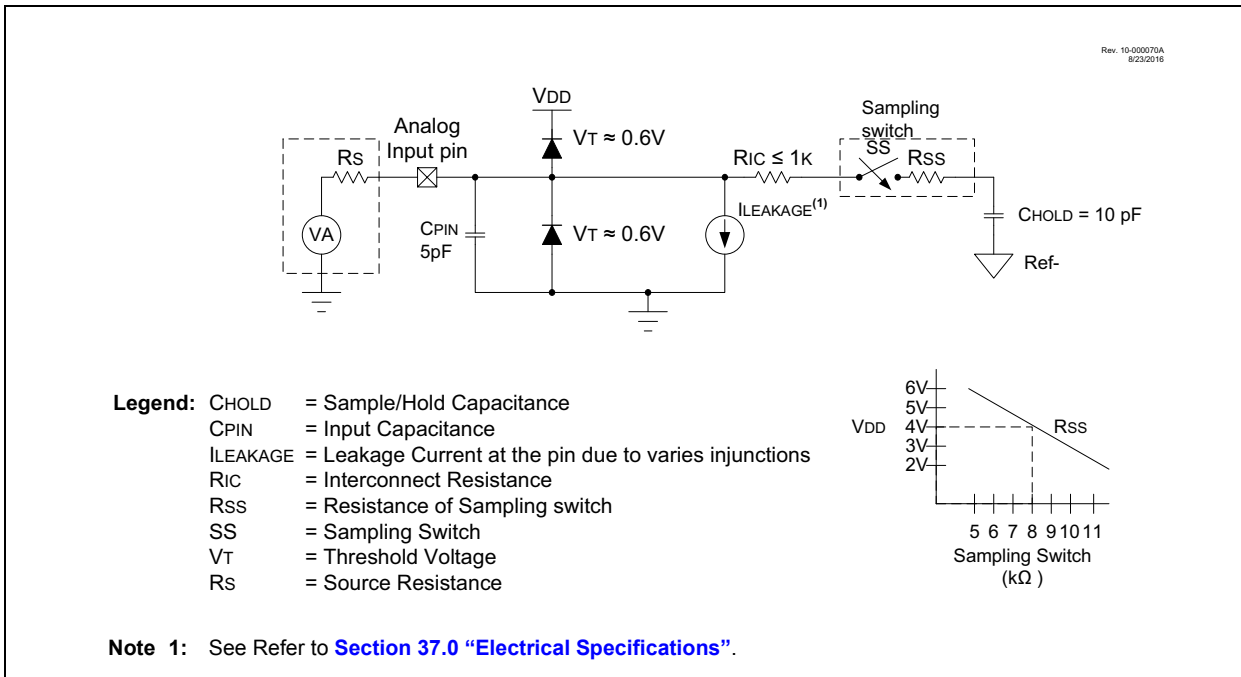 Rev. 10-000070A
8/23/2016
VDD
Sampling
switch
Analog
Input pin
VT ≈ 0.6V
RIC ≤ 1K
SS
RSS
RS
VA
CPIN
5pF
VT ≈ 0.6V
ILEAKAGE(1)
CHOLD = 10 pF
Ref-
Legend: CHOLD = Sample/Hold Capacitance
CPIN = Input Capacitance
ILEAKAGE = Leakage Current at the pin due to varies injunctions
RIC = Interconnect Resistance
RSS = Resistance of Sampling switch
SS = Sampling Switch
VT = Threshold Voltage
RS = Source Resistance
6V
5V
VDD 4V RSS
3V
2V
5 6 7 8 9 10 11
Sampling Switch
(kΩ )
Note 1: See Refer to Section 37.0 “Electrical Specifications”.